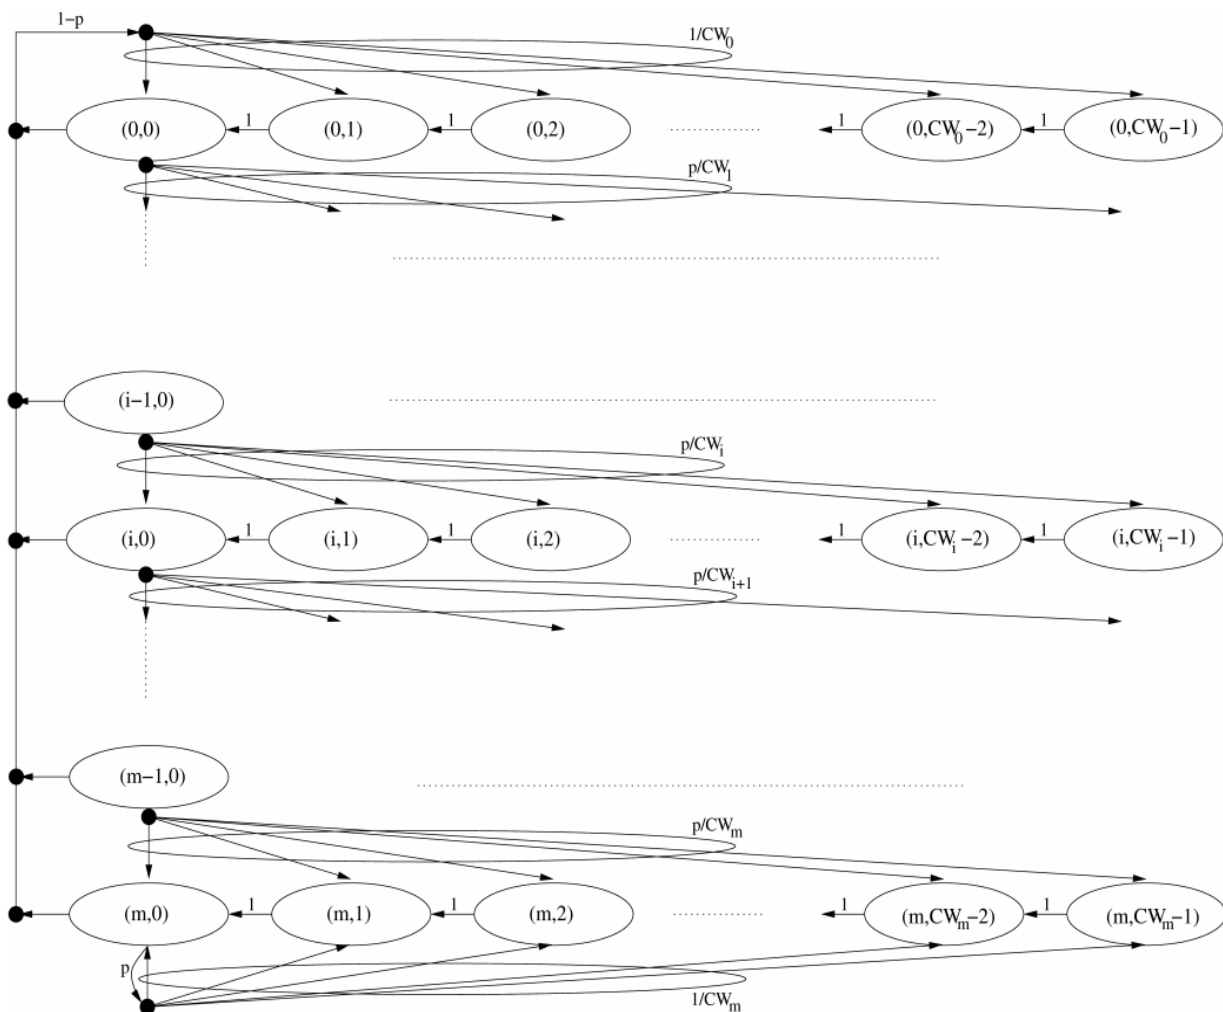 1−p
1/CW0
(0,0) 1 (0,1) 1 (0,2) 1 (0,CW0−2) 1 (0,CW0−1)
p/CW1
(i−1,0)
p/CWi
(i,0) 1 (i,1) 1 (i,2) 1 (i,CWi−2) 1 (i,CWi−1)
p/CWi+1
(m−1,0)
p/CWm
(m,0) 1 (m,1) 1 (m,2) 1 (m,CWm−2) 1 (m,CWm−1)
p
1/CWm